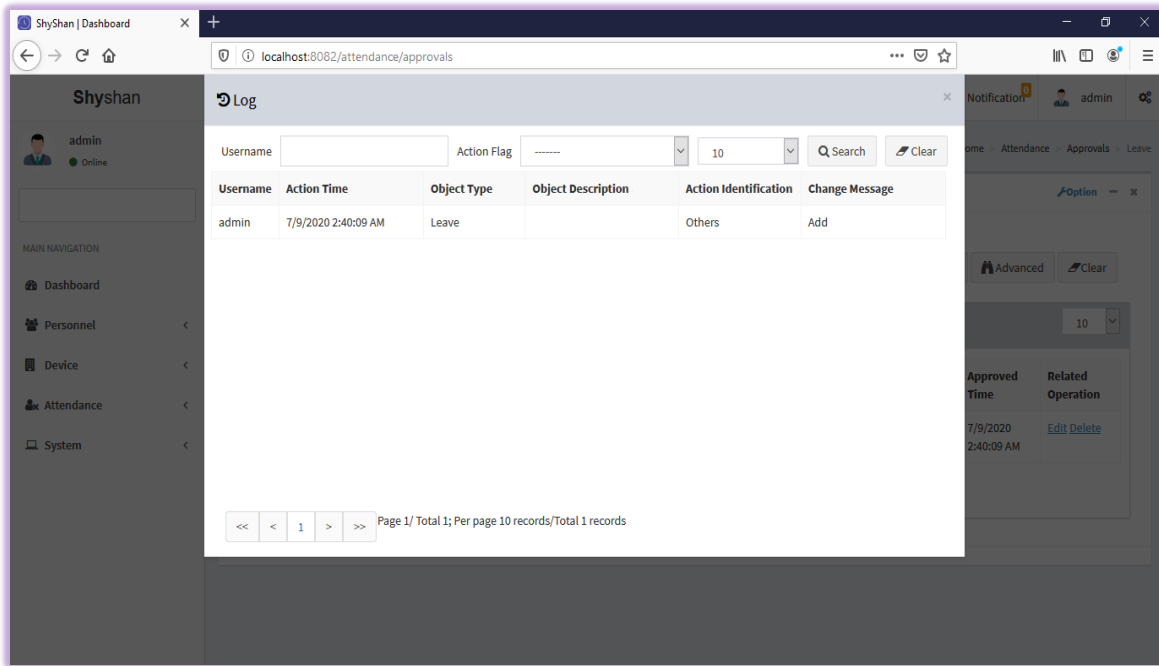 ShyShan | Dashboard
localhost:8082/attendance/approvals
Shyshan
Log
Notification 0
admin
admin
Online
Username
Action Flag
-------
10
Search
Clear
ome > Attendance > Approvals > Leave
Username Action Time Object Type Object Description Action Identification Change Message
admin 7/9/2020 2:40:09 AM Leave Others Add
Option
MAIN NAVIGATION
Dashboard
Personnel
Device
Attendance
System
Advanced
Clear
10
Approved Time
Related Operation
7/9/2020
2:40:09 AM
Edit Delete
<< < 1 > >> Page 1/ Total 1; Per page 10 records/Total 1 records